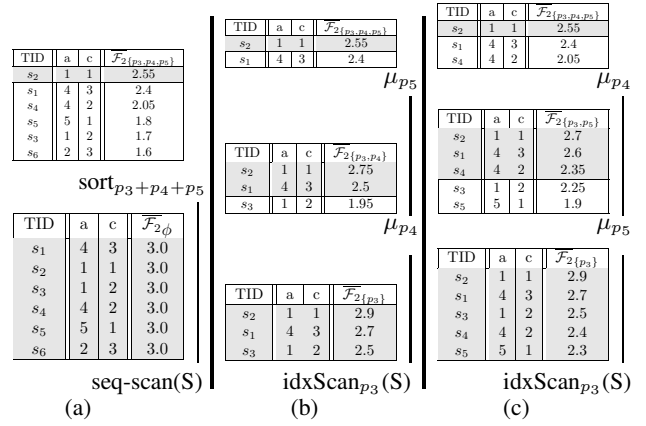 TID a c F̅₂{p₃,p₄,p₅}
s₂ 1 1 2.55
s₁ 4 3 2.4
s₄ 4 2 2.05
s₅ 5 1 1.8
s₃ 1 2 1.7
s₆ 2 3 1.6
sort p₃+p₄+p₅
TID a c F̅₂ϕ
s₁ 4 3 3.0
s₂ 1 1 3.0
s₃ 1 2 3.0
s₄ 4 2 3.0
s₅ 5 1 3.0
s₆ 2 3 3.0
seq-scan(S)
(a)
TID a c F̅₂{p₃,p₄,p₅}
s₂ 1 1 2.55
s₁ 4 3 2.4
μp₅
TID a c F̅₂{p₃,p₄}
s₂ 1 1 2.75
s₁ 4 3 2.5
s₃ 1 2 1.95
μp₄
TID a c F̅₂{p₃}
s₂ 1 1 2.9
s₁ 4 3 2.7
s₃ 1 2 2.5
idxScanp₃(S)
(b)
TID a c F̅₂{p₃,p₄,p₅}
s₂ 1 1 2.55
s₁ 4 3 2.4
s₄ 4 2 2.05
μp₄
TID a c F̅₂{p₃,p₅}
s₂ 1 1 2.7
s₁ 4 3 2.6
s₄ 4 2 2.35
s₃ 1 2 2.25
s₅ 5 1 1.9
μp₅
TID a c F̅₂{p₃}
s₂ 1 1 2.9
s₁ 4 3 2.7
s₃ 1 2 2.5
s₄ 4 2 2.4
s₅ 5 1 2.3
idxScanp₃(S)
(c)